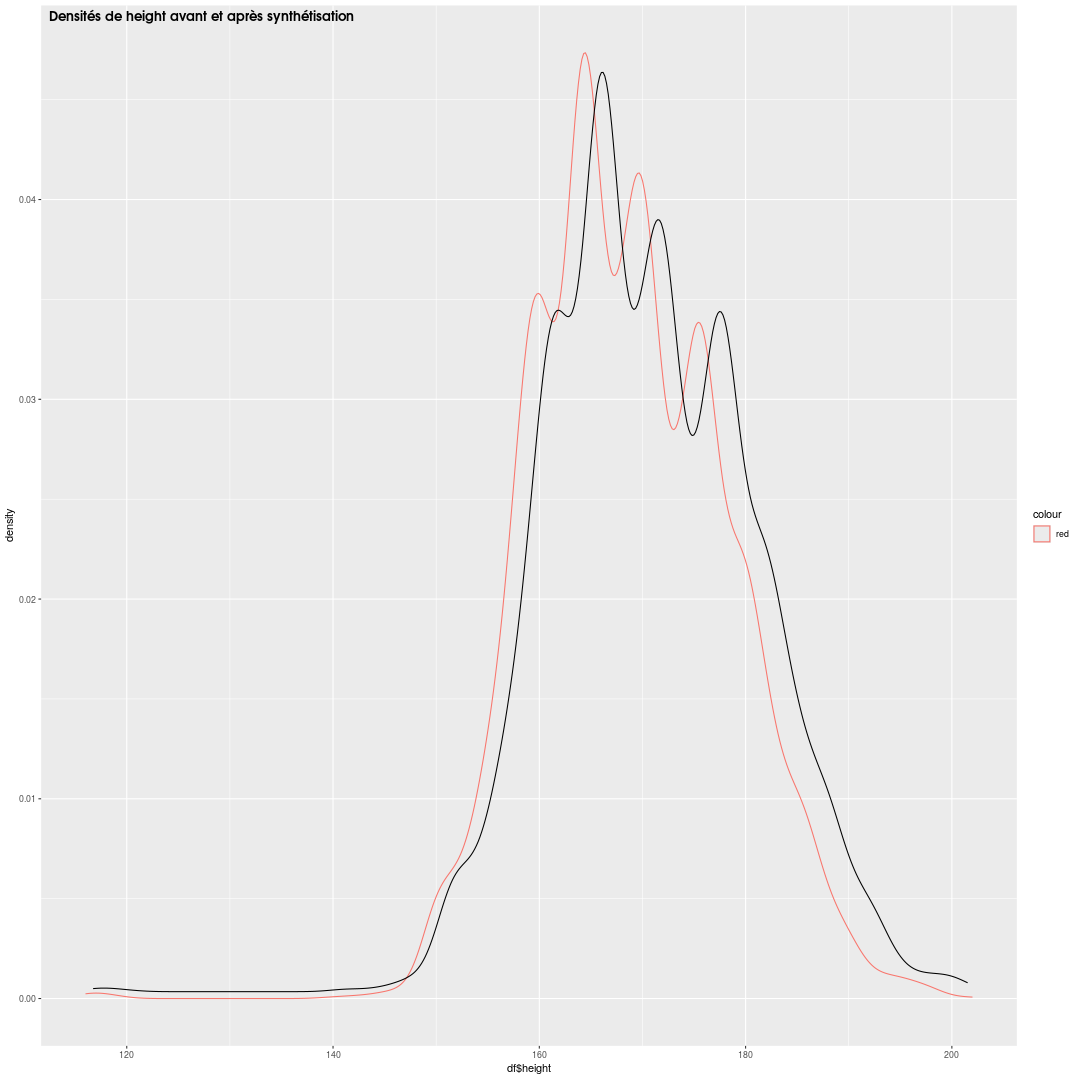 Densités de height avant et après synthétisation
0.04
0.03
0.02
0.01
0.00
density
120
140
160
180
200
df$height
colour
red